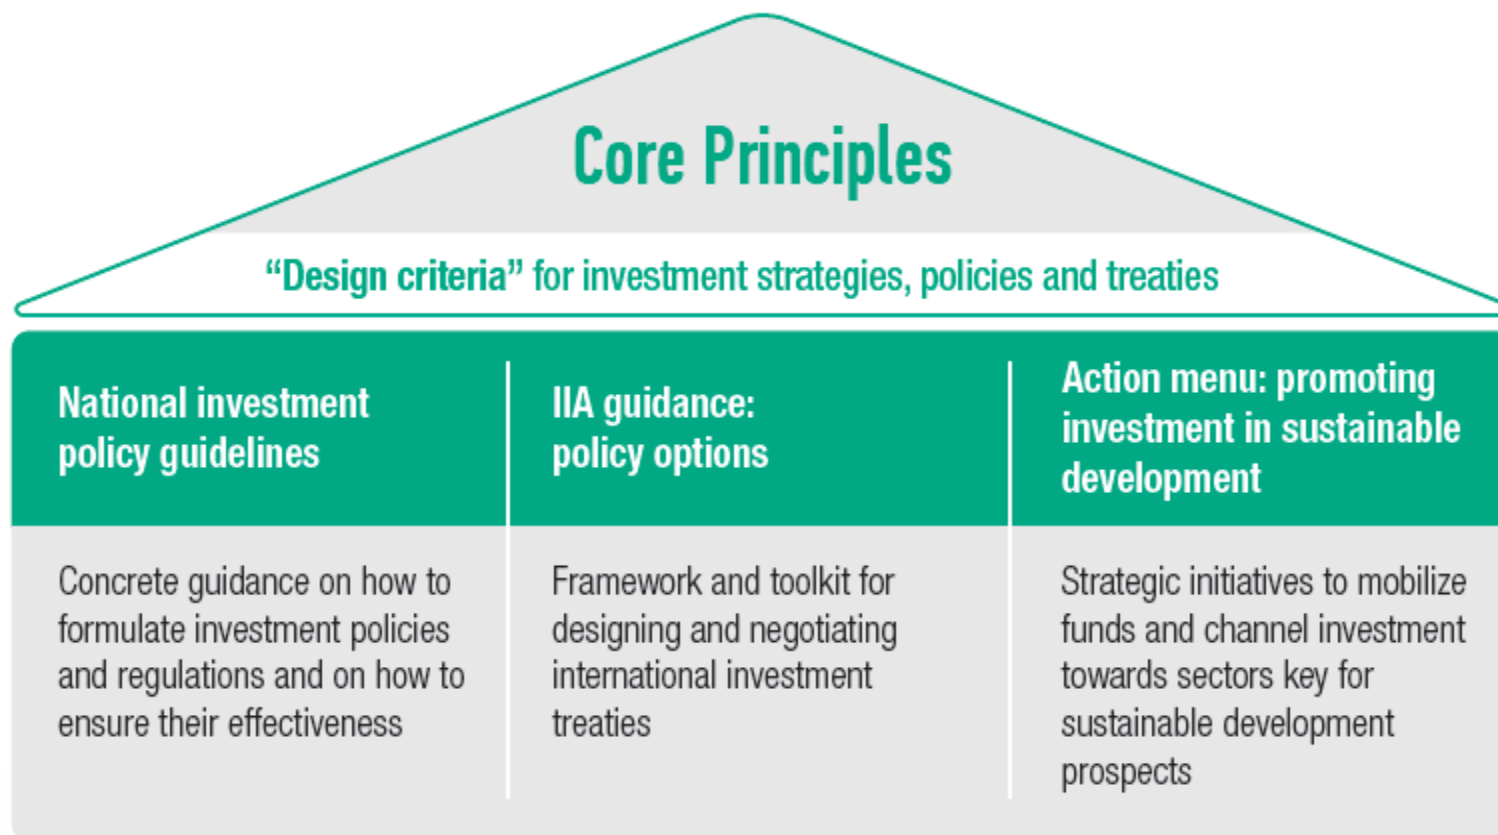 Core Principles
“Design criteria” for investment strategies, policies and treaties
National investment
policy guidelines
Concrete guidance on how to
formulate investment policies
and regulations and on how to
ensure their effectiveness
IIA guidance:
policy options
Framework and toolkit for
designing and negotiating
international investment
treaties
Action menu: promoting
investment in sustainable
development
Strategic initiatives to mobilize
funds and channel investment
towards sectors key for
sustainable development
prospects